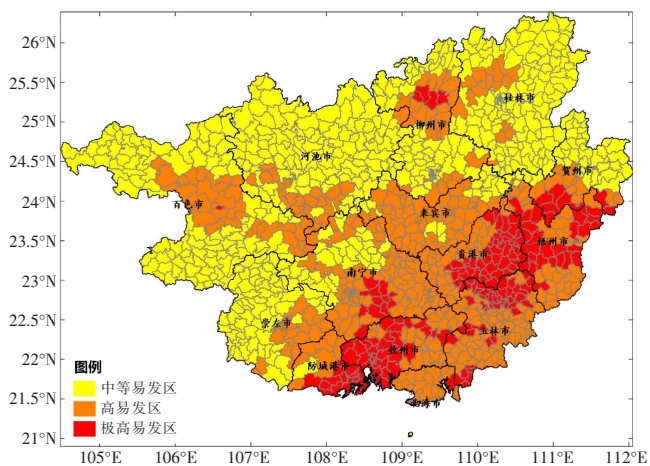 26°N
25.5°N
25°N
24.5°N
24°N
23.5°N
23°N
22.5°N
22°N
21.5°N
21°N
桂林市
柳州市
河池市
贺州市
百色市
来宾市
梧州市
贵港市
南宁市
崇左市
玉林市
钦州市
防城港市
北海市
图例
中等易发区
高易发区
极高易发区
105°E 106°E 107°E 108°E 109°E 110°E 111°E 112°E